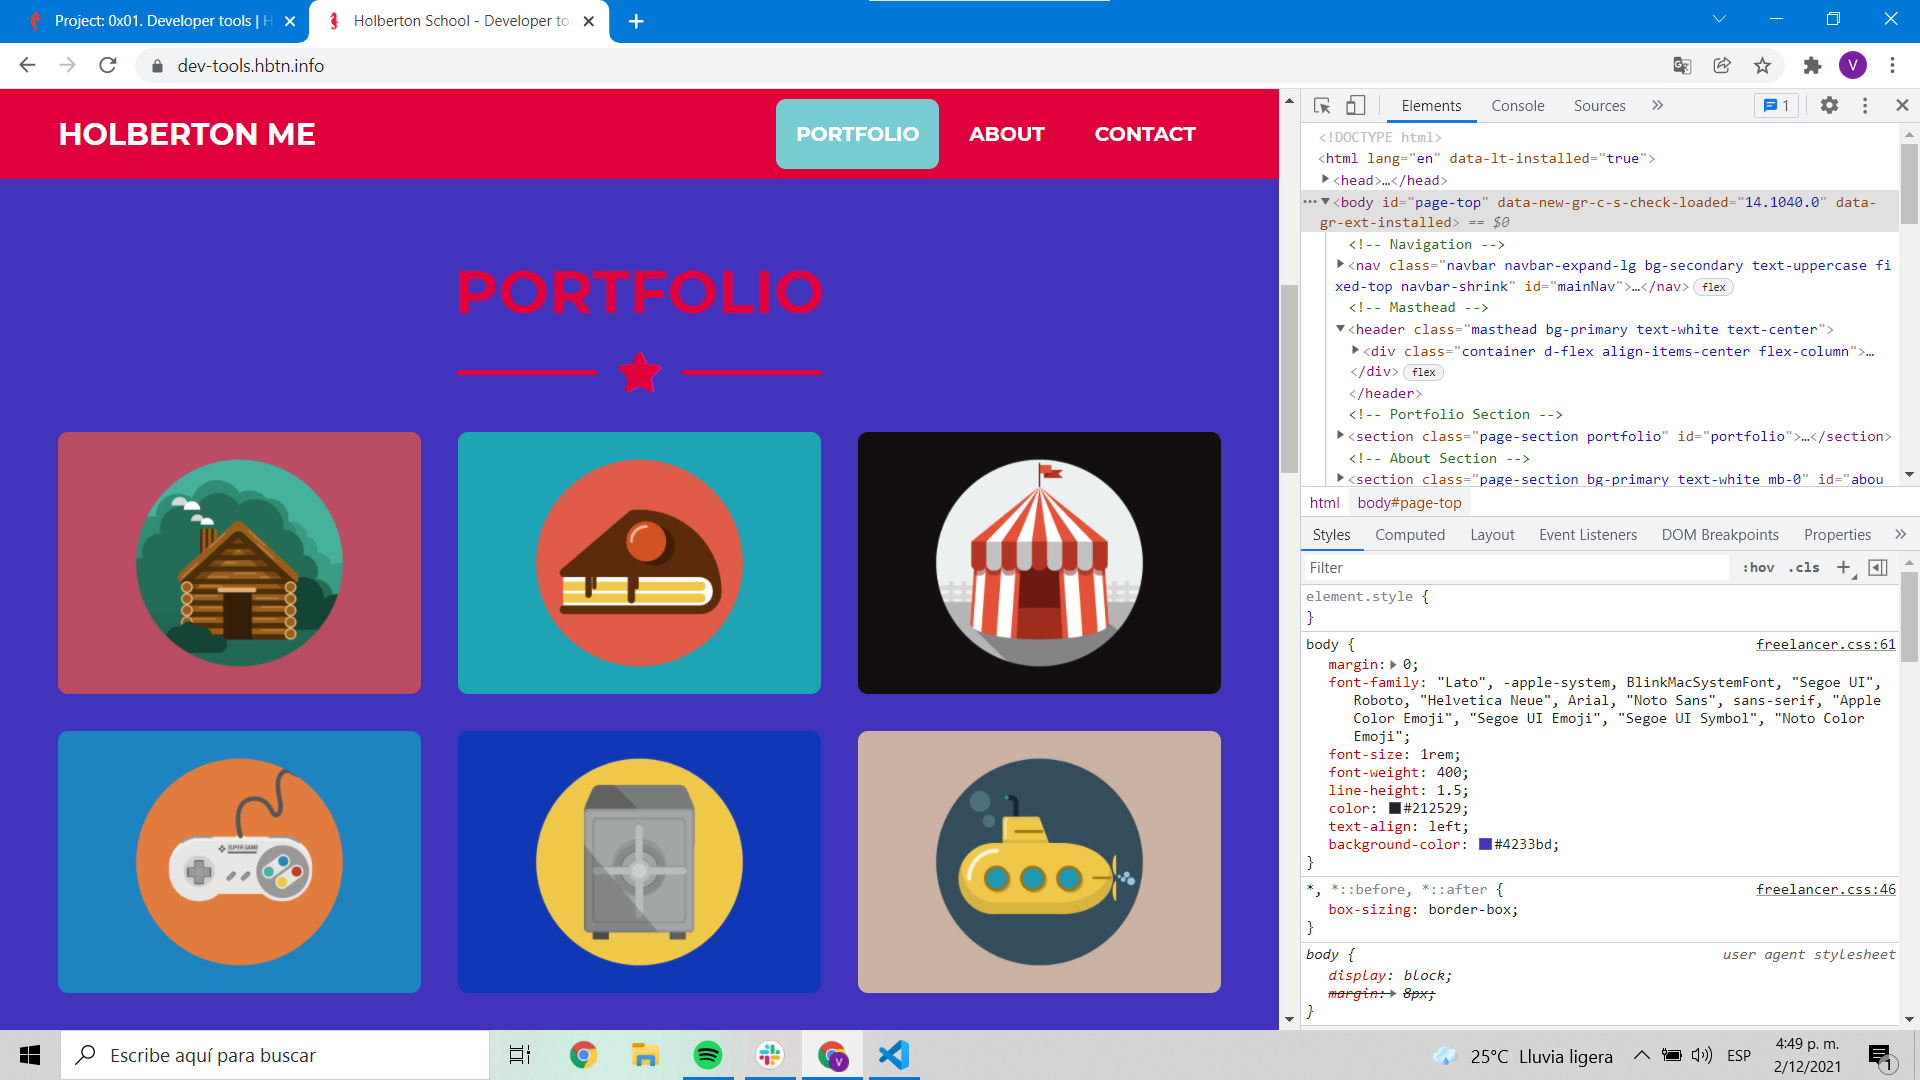 Project: 0x01. Developer tools | H
Holberton School - Developer too
dev-tools.hbtn.info
V
HOLBERTON ME
PORTFOLIO
ABOUT
CONTACT
PORTFOLIO
SUPER GAME
Elements
Console
Sources
1
<!DOCTYPE html>
<html lang="en" data-lt-installed="true">
<head>…</head>
<body id="page-top" data-new-gr-c-s-check-loaded="14.1040.0" data-
gr-ext-installed> == $0
<!-- Navigation -->
<nav class="navbar navbar-expand-lg bg-secondary text-uppercase fi
xed-top navbar-shrink" id="mainNav">…</nav> flex
<!-- Masthead -->
<header class="masthead bg-primary text-white text-center">
<div class="container d-flex align-items-center flex-column">…
</div> flex
</header>
<!-- Portfolio Section -->
<section class="page-section portfolio" id="portfolio">…</section>
<!-- About Section -->
<section class="page-section bg-primary text-white mb-0" id="abou
html
body#page-top
Styles
Computed
Layout
Event Listeners
DOM Breakpoints
Properties
Filter
:hov
.cls
element.style {
}
body {
freelancer.css:61
margin: 0;
font-family: "Lato", -apple-system, BlinkMacSystemFont, "Segoe UI",
Roboto, "Helvetica Neue", Arial, "Noto Sans", sans-serif, "Apple
Color Emoji", "Segoe UI Emoji", "Segoe UI Symbol", "Noto Color
Emoji";
font-size: 1rem;
font-weight: 400;
line-height: 1.5;
color: #212529;
text-align: left;
background-color: #4233bd;
}
*, *::before, *::after {
freelancer.css:46
box-sizing: border-box;
}
body {
user agent stylesheet
display: block;
margin: 8px;
}
Escribe aquí para buscar
V
25°C Lluvia ligera
ESP
4:49 p. m.
2/12/2021
1